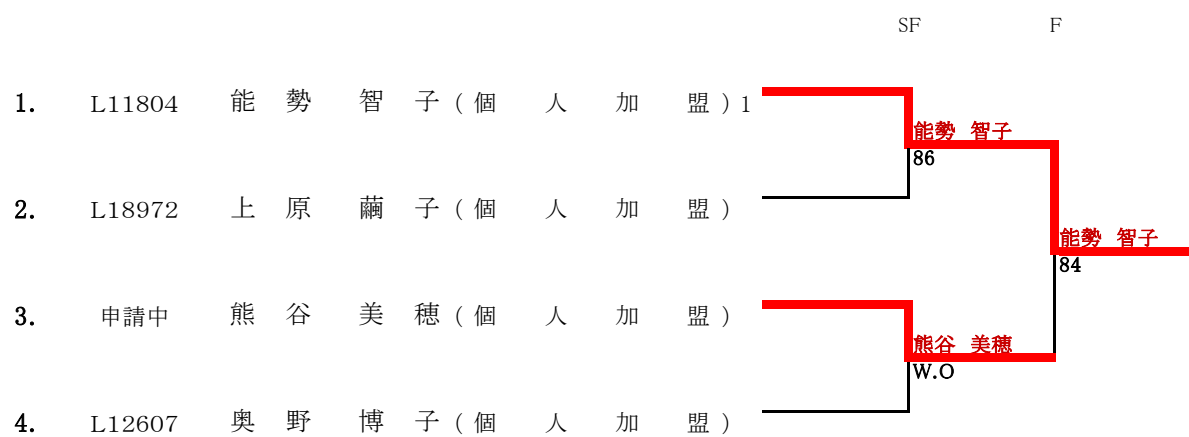 SF F
1. L11804 能勢 智子(個人加盟)1
能勢 智子
86
2. L18972 上原 繭子(個人加盟)
能勢 智子
84
3. 申請中 熊谷 美穂(個人加盟)
熊谷 美穂
W.O
4. L12607 奥野 博子(個人加盟)